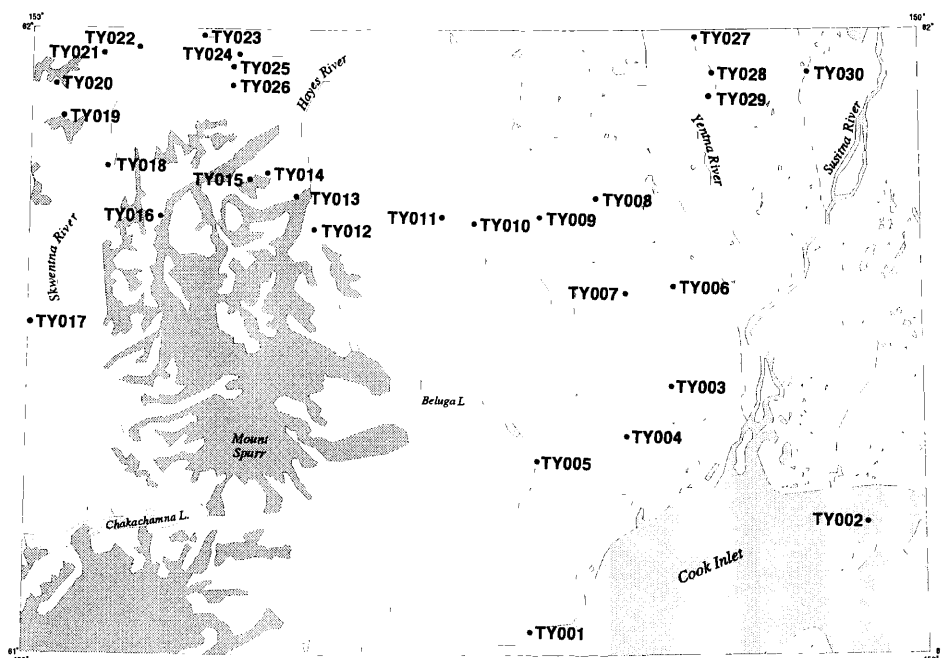 153°
150°
62°
TY022
TY023
TY027
TY021
TY024
TY025
TY028
TY030
TY020
TY026
Hayes River
TY029
TY019
Yentna River
Susitna River
TY018
TY015
TY014
TY013
TY008
TY016
TY011
TY010
TY009
TY012
Skwentna River
TY007
TY006
TY017
TY003
Beluga L
Mount
Spurr
TY004
TY005
Chakachamna L.
TY002
Cook Inlet
TY001
61°